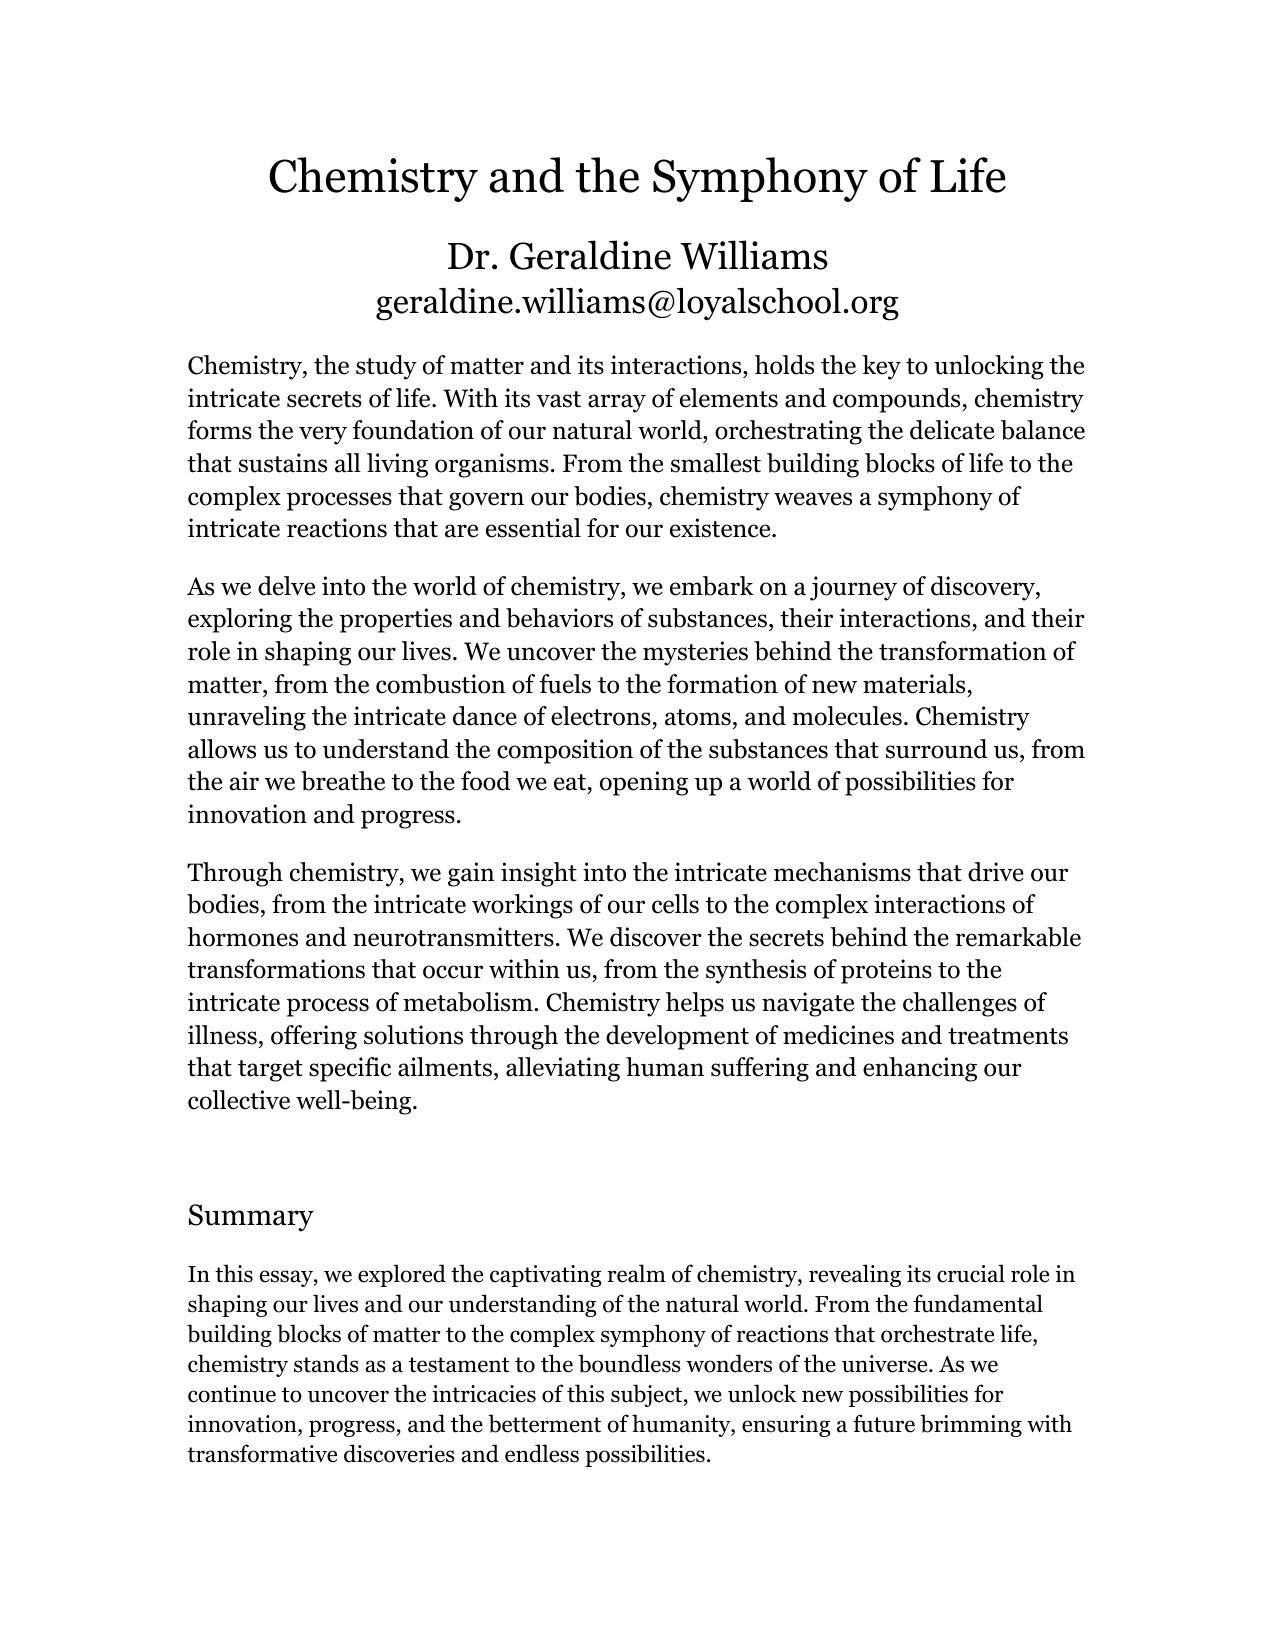 Chemistry and the Symphony of Life
Dr. Geraldine Williams
geraldine.williams@loyalschool.org
Chemistry, the study of matter and its interactions, holds the key to unlocking the
intricate secrets of life. With its vast array of elements and compounds, chemistry
forms the very foundation of our natural world, orchestrating the delicate balance
that sustains all living organisms. From the smallest building blocks of life to the
complex processes that govern our bodies, chemistry weaves a symphony of
intricate reactions that are essential for our existence.
As we delve into the world of chemistry, we embark on a journey of discovery,
exploring the properties and behaviors of substances, their interactions, and their
role in shaping our lives. We uncover the mysteries behind the transformation of
matter, from the combustion of fuels to the formation of new materials,
unraveling the intricate dance of electrons, atoms, and molecules. Chemistry
allows us to understand the composition of the substances that surround us, from
the air we breathe to the food we eat, opening up a world of possibilities for
innovation and progress.
Through chemistry, we gain insight into the intricate mechanisms that drive our
bodies, from the intricate workings of our cells to the complex interactions of
hormones and neurotransmitters. We discover the secrets behind the remarkable
transformations that occur within us, from the synthesis of proteins to the
intricate process of metabolism. Chemistry helps us navigate the challenges of
illness, offering solutions through the development of medicines and treatments
that target specific ailments, alleviating human suffering and enhancing our
collective well-being.
Summary
In this essay, we explored the captivating realm of chemistry, revealing its crucial role in
shaping our lives and our understanding of the natural world. From the fundamental
building blocks of matter to the complex symphony of reactions that orchestrate life,
chemistry stands as a testament to the boundless wonders of the universe. As we
continue to uncover the intricacies of this subject, we unlock new possibilities for
innovation, progress, and the betterment of humanity, ensuring a future brimming with
transformative discoveries and endless possibilities.